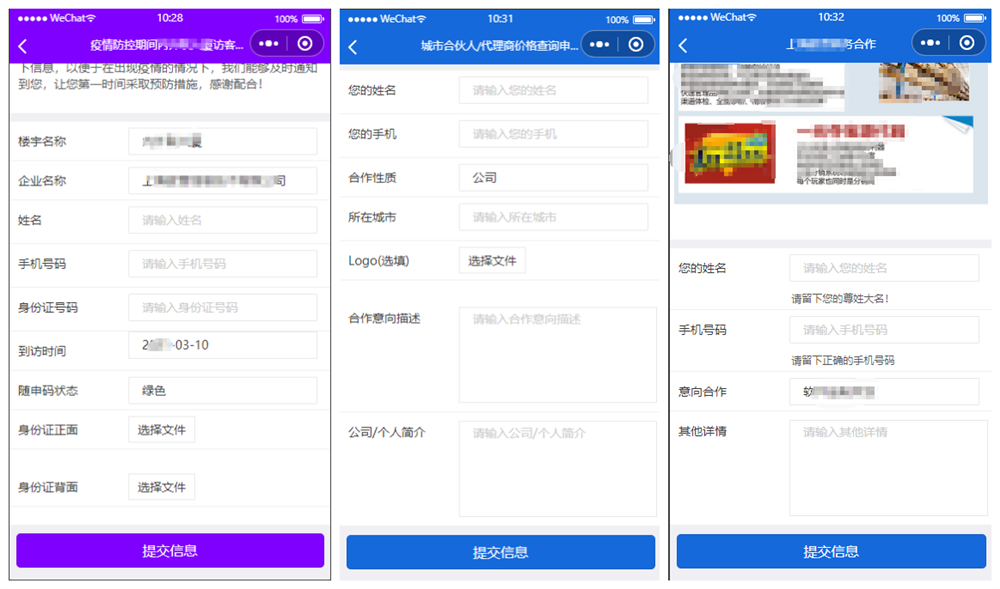 WeChat
10:28
100%
疫情防控期间 访客...
下信息，以便于在出现疫情的情况下，我们能够及时通知
到您，让您第一时间采取预防措施，感谢配合！
楼宇名称
企业名称
姓名 请输入姓名
手机号码 请输入手机号码
身份证号码 请输入身份证号码
到访时间 -03-10
随申码状态 绿色
身份证正面 选择文件
身份证背面 选择文件
提交信息
WeChat
10:31
100%
城市合伙人/代理商价格查询申...
您的姓名 请输入您的姓名
您的手机 请输入您的手机
合作性质 公司
所在城市 请输入所在城市
Logo(选填) 选择文件
合作意向描述 请输入合作意向描述
公司/个人简介 请输入公司/个人简介
提交信息
WeChat
10:32
100%
上 务合作
每个玩家也同时是分
您的姓名 请输入您的姓名
请留下您的尊姓大名！
手机号码 请输入手机号码
请留下正确的手机号码
意向合作 软
其他详情 请输入其他详情
提交信息